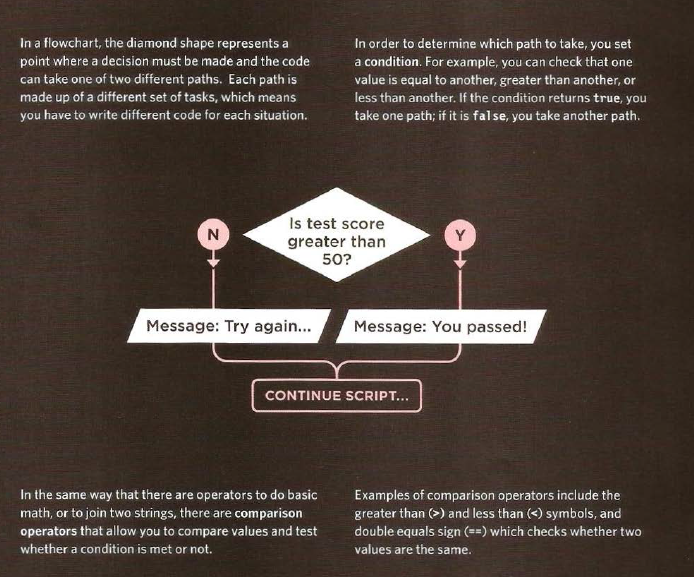 In a flowchart, the diamond shape represents a
point where a decision must be made and the code
can take one of two different paths. Each path is
made up of a different set of tasks, which means
you have to write different code for each situation.
In order to determine which path to take, you set
a condition. For example, you can check that one
value is equal to another, greater than another, or
less than another. If the condition returns true, you
take one path; if it is false, you take another path.
Is test score
greater than
50?
N
Y
Message: Try again...
Message: You passed!
CONTINUE SCRIPT...
In the same way that there are operators to do basic
math, or to join two strings, there are comparison
operators that allow you to compare values and test
whether a condition is met or not.
Examples of comparison operators include the
greater than (>) and less than (<) symbols, and
double equals sign (==) which checks whether two
values are the same.